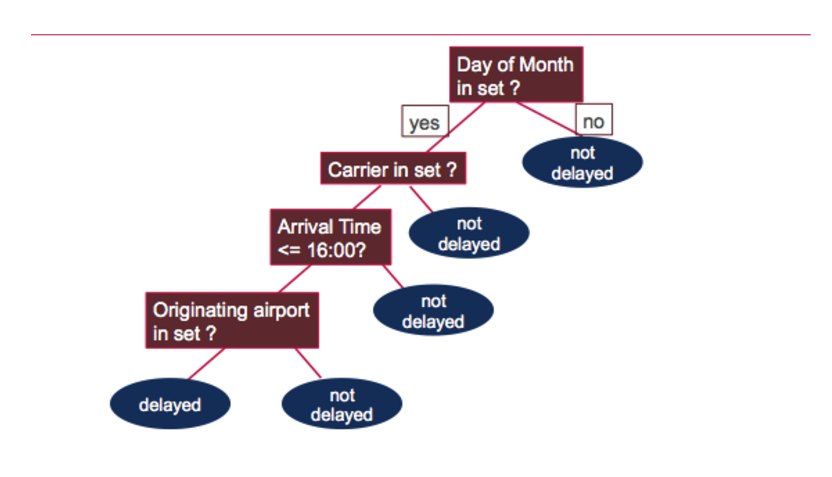 Day of Month
in set ?
yes
no
not
delayed
Carrier in set ?
Arrival Time
<= 16:00?
not
delayed
Originating airport
in set ?
not
delayed
delayed
not
delayed